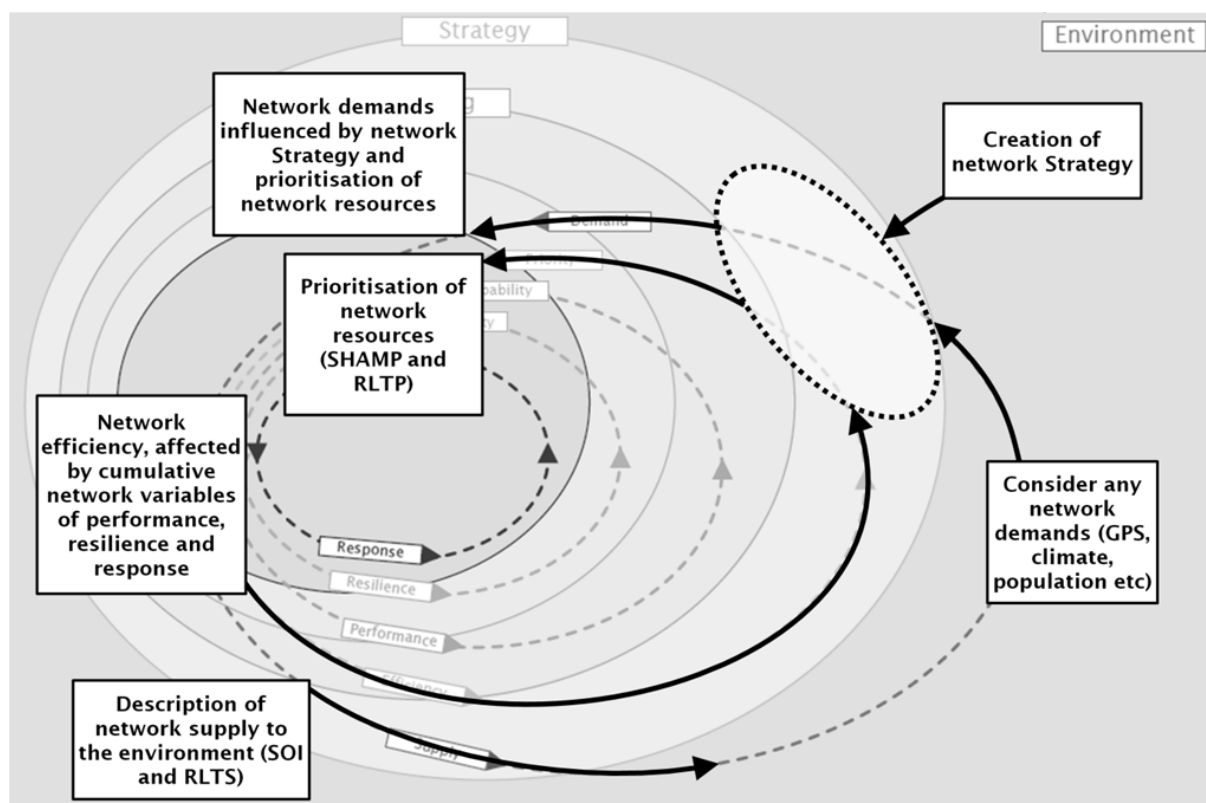 Strategy
Environment
Network demands
influenced by network
Strategy and
prioritisation of
network resources
Creation of
network Strategy
Demand
Priority
Prioritisation of
network
resources
(SHAMP and
RLTP)
Network
efficiency, affected
by cumulative
network variables
of performance,
resilience and
response
Consider any
network
demands (GPS,
climate,
population etc)
Response
Resilience
Performance
Efficiency
Supply
Description of
network supply to
the environment (SOI
and RLTS)